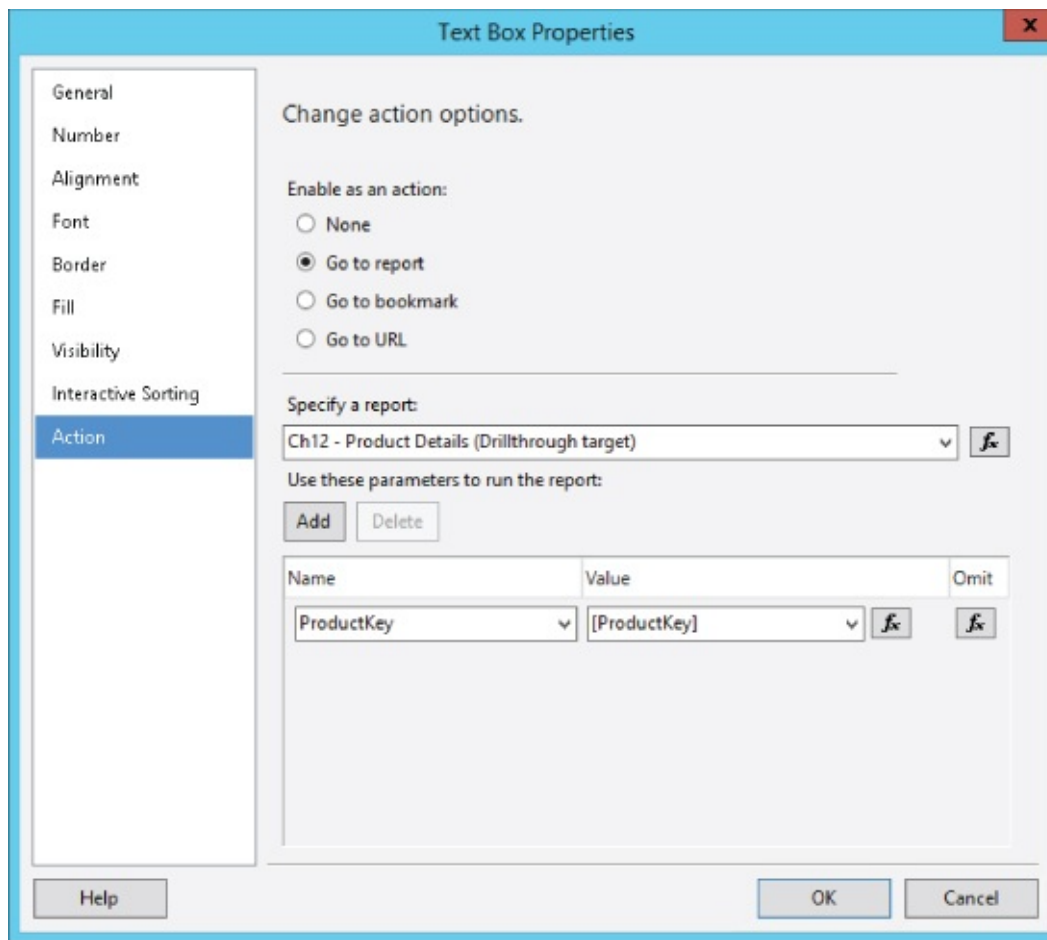 Text Box Properties
x
General
Number
Alignment
Font
Border
Fill
Visibility
Interactive Sorting
Action
Change action options.
Enable as an action:
None
Go to report
Go to bookmark
Go to URL
Specify a report:
Ch12 - Product Details (Drillthrough target)
fx
Use these parameters to run the report:
Add Delete
Name Value Omit
ProductKey [ProductKey] fx fx
Help OK Cancel